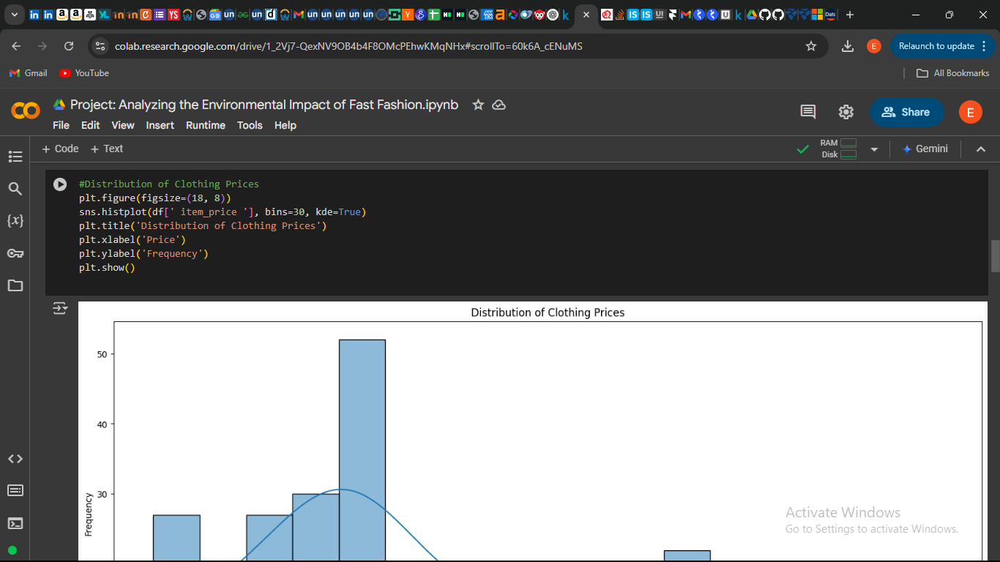 colab.research.google.com/drive/1_2Vj7-QexNV9OB4b4F8OMcPEhwKMqNHx#scrollTo=60k6A_cENuMS
E
Relaunch to update
Gmail
YouTube
All Bookmarks
Project: Analyzing the Environmental Impact of Fast Fashion.ipynb
Share
E
File Edit View Insert Runtime Tools Help
+ Code + Text
RAM
Disk
Gemini
#Distribution of Clothing Prices
plt.figure(figsize=(18, 8))
sns.histplot(df[' item_price '], bins=30, kde=True)
plt.title('Distribution of Clothing Prices')
plt.xlabel('Price')
plt.ylabel('Frequency')
plt.show()
{x}
Distribution of Clothing Prices
50
40
30
Frequency
Activate Windows
Go to Settings to activate Windows.